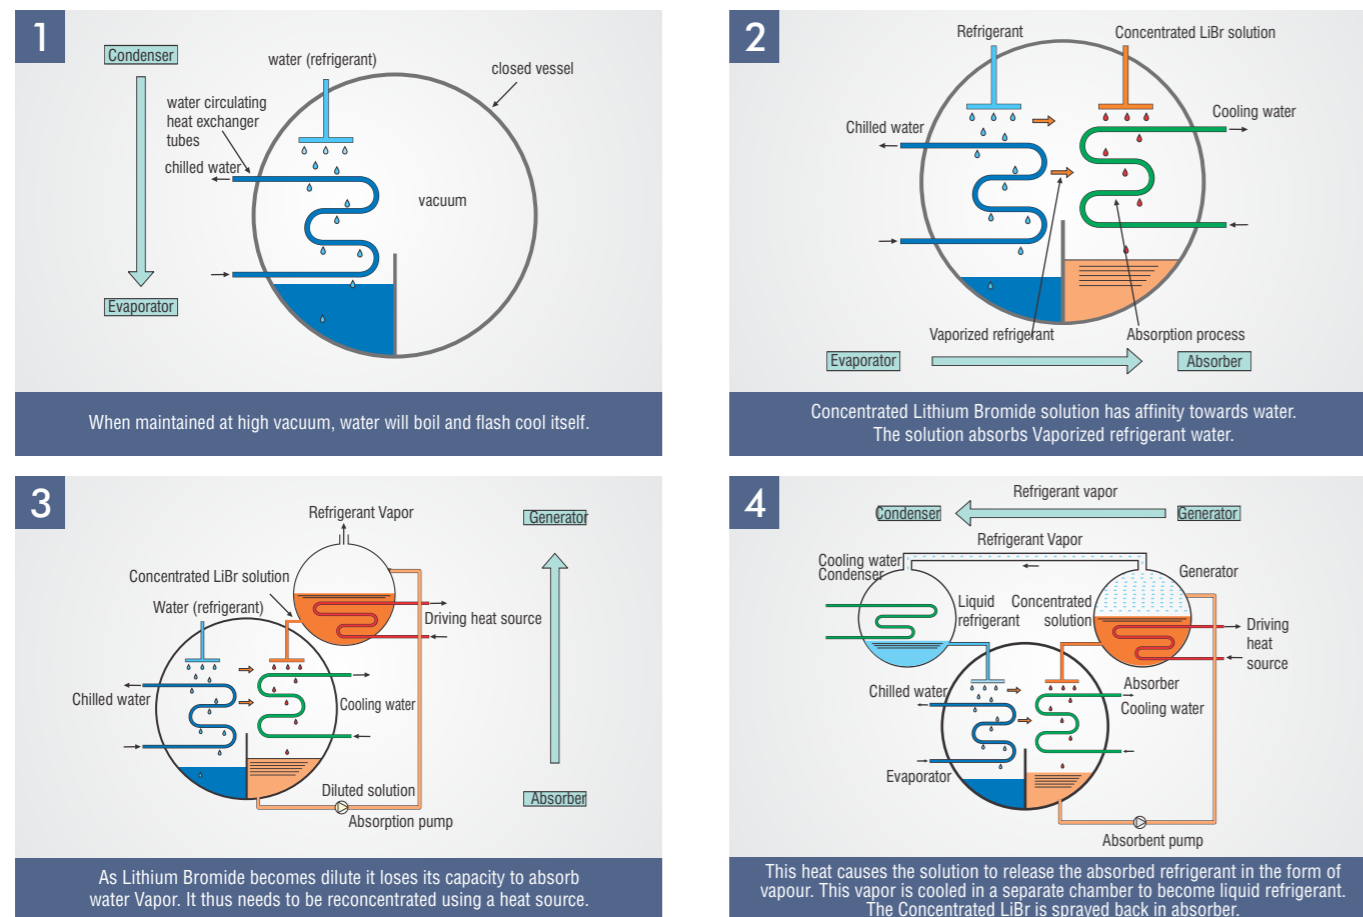 1
Condenser
water (refrigerant)
closed vessel
water circulating
heat exchanger
tubes
chilled water
vacuum
Evaporator
When maintained at high vacuum, water will boil and flash cool itself.
2
Refrigerant
Concentrated LiBr solution
Cooling water
Chilled water
Vaporized refrigerant
Absorption process
Evaporator
Absorber
Concentrated Lithium Bromide solution has affinity towards water.
The solution absorbs Vaporized refrigerant water.
3
Refrigerant Vapor
Generator
Concentrated LiBr solution
Water (refrigerant)
Driving heat source
Chilled water
Cooling water
Diluted solution
Absorber
Absorption pump
As Lithium Bromide becomes dilute it loses its capacity to absorb
water Vapor. It thus needs to be reconcentrated using a heat source.
4
Refrigerant vapor
Condenser
Generator
Refrigerant Vapor
Cooling water
Condenser
Generator
Liquid
refrigerant
Concentrated
solution
Driving
heat
source
Chilled water
Absorber
Cooling water
Evaporator
Absorbent pump
This heat causes the solution to release the absorbed refrigerant in the form of
vapour. This vapor is cooled in a separate chamber to become liquid refrigerant.
The Concentrated LiBr is sprayed back in absorber.